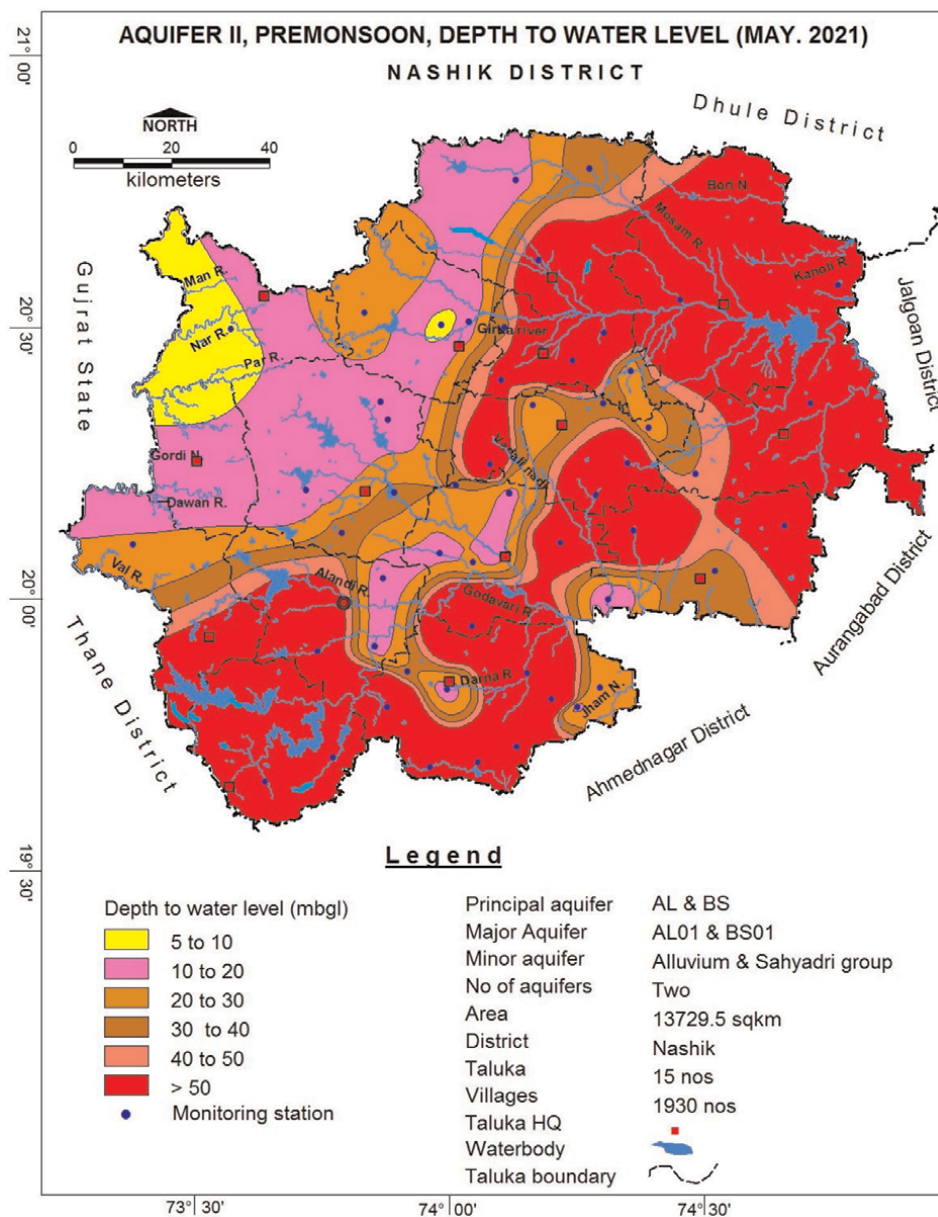 AQUIFER II, PREMONSOON, DEPTH TO WATER LEVEL (MAY. 2021)
NASHIK DISTRICT
NORTH
0 20 40
kilometers
Dhule District
Gujrat State
Jalgoan District
Aurangabad District
Ahmednagar District
Thane District
21° 00'
20° 30'
20° 00'
19° 30'
Bori N
Mosam R.
Kanoli R
Man R.
Nar R.
Par R.
Girna river
Gordi N
Dawan R.
Val R.
Alandi R.
Vadali nadi
Godavari R.
Darna R
Jham N.
Legend
Depth to water level (mbgl)
5 to 10
10 to 20
20 to 30
30 to 40
40 to 50
> 50
Monitoring station
Principal aquifer AL & BS
Major Aquifer AL01 & BS01
Minor aquifer Alluvium & Sahyadri group
No of aquifers Two
Area 13729.5 sqkm
District Nashik
Taluka 15 nos
Villages 1930 nos
Taluka HQ
Waterbody
Taluka boundary
73° 30' 74° 00' 74° 30'